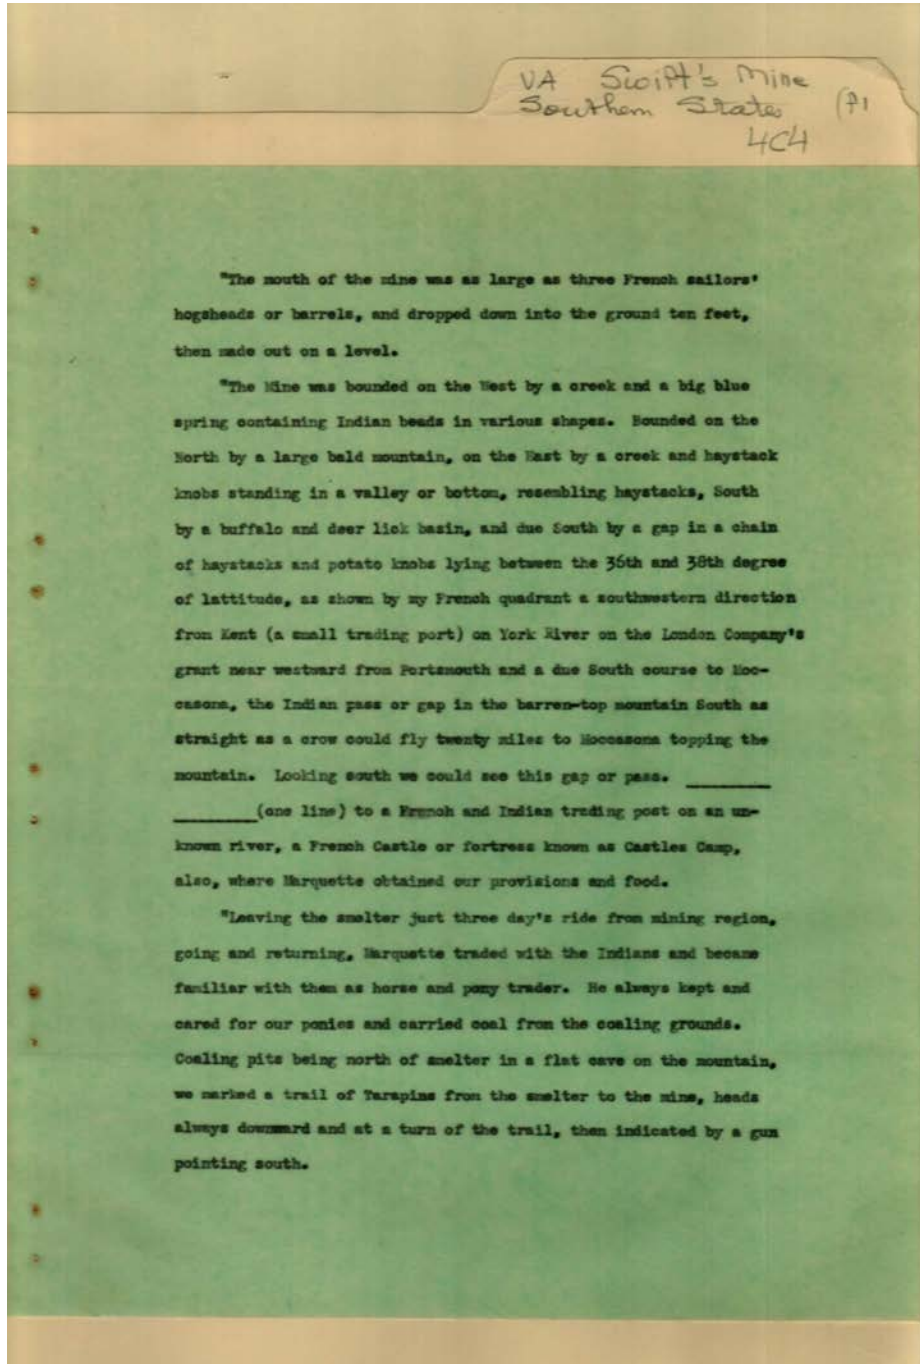 VA Swift's Mine
Southern States (P1
4C4
"The mouth of the mine was as large as three French sailors'
hogsheads or barrels, and dropped down into the ground ten feet,
then made out on a level.
"The Mine was bounded on the West by a creek and a big blue
spring containing Indian beads in various shapes. Bounded on the
North by a large bald mountain, on the East by a creek and haystack
knobs standing in a valley or bottom, resembling haystacks, South
by a buffalo and deer lick basin, and due South by a gap in a chain
of haystacks and potato knobs lying between the 36th and 38th degree
of lattitude, as shown by my French quadrant a southwestern direction
from Kent (a small trading port) on York River on the London Company's
grant near westward from Portsmouth and a due South course to Moc-
casons, the Indian pass or gap in the barren-top mountain South as
straight as a crow could fly twenty miles to Moccasons topping the
mountain. Looking south we could see this gap or pass. ________
________(one line) to a French and Indian trading post on an un-
known river, a French Castle or fortress known as Castles Camp,
also, where Marquette obtained our provisions and food.
"Leaving the smelter just three day's ride from mining region,
going and returning, Marquette traded with the Indians and became
familiar with them as horse and pony trader. He always kept and
cared for our ponies and carried coal from the coaling grounds.
Coaling pits being north of smelter in a flat cave on the mountain,
we marked a trail of Tarapins from the smelter to the mine, heads
always downward and at a turn of the trail, then indicated by a gun
pointing south.